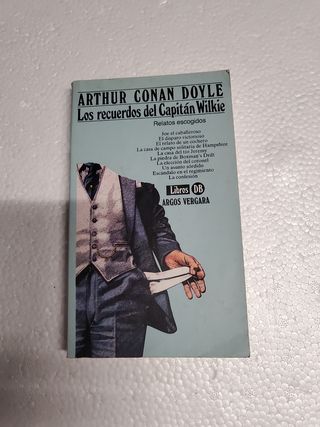 ARTHUR CONAN DOYLE
Los recuerdos del Capitán Wilkie
Relatos escogidos
Joe el caballeroso
El disparo victorioso
El relato de un cochero
La casa de campo solitaria de Hampshire
La casa del tío Jeremy
La piedra de Boxman's Drift
La elección del coronel
Un asunto sórdido
Escándalo en el regimiento
La confesión
Libros DB
ARGOS VERGARA